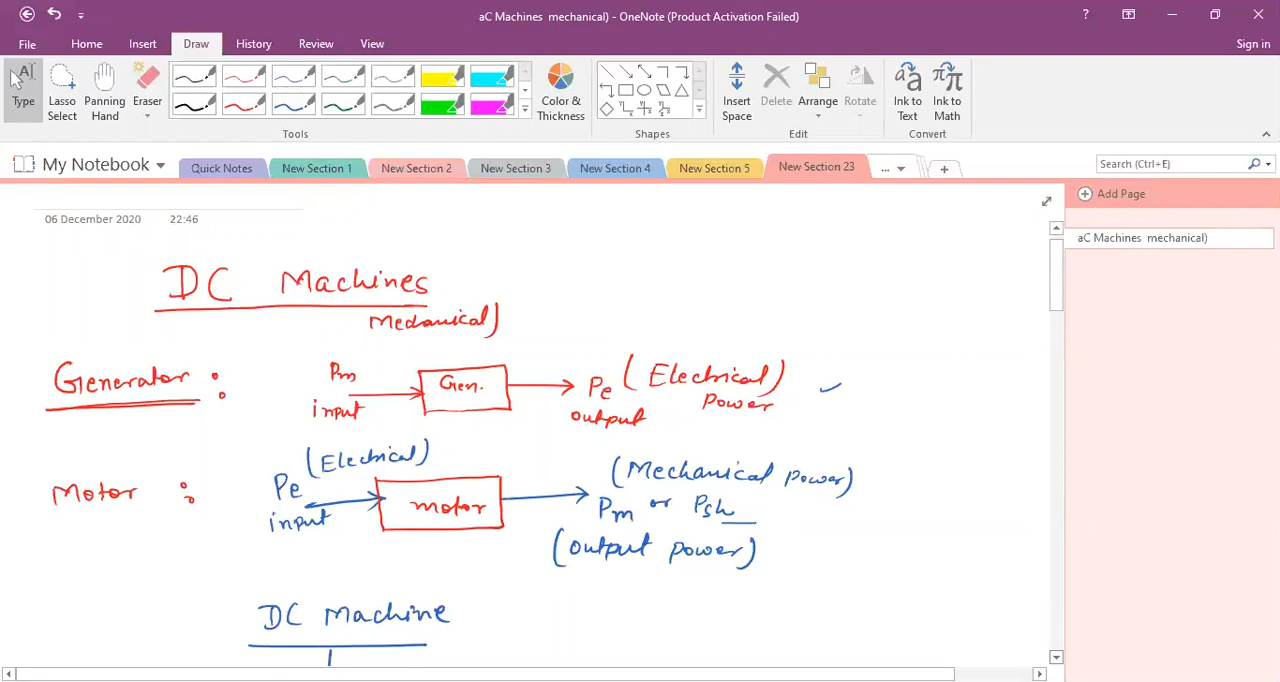 aC Machines mechanical) - OneNote (Product Activation Failed)
?
File Home Insert Draw History Review View
Sign in
Type Lasso Select Panning Hand Eraser
Color & Thickness
Insert Space Delete Arrange Rotate
Ink to Text Ink to Math
Tools Shapes Edit Convert
My Notebook Quick Notes New Section 1 New Section 2 New Section 3 New Section 4 New Section 5 New Section 23 ...
Search (Ctrl+E)
Add Page
aC Machines mechanical)
06 December 2020 22:46
DC Machines
Mechanical)
Generator : Pm input Gen. Pe (Electrical) Power output
Motor : Pe (Electrical) input motor (Mechanical power) Pm or Psh
(output power)
DC Machine